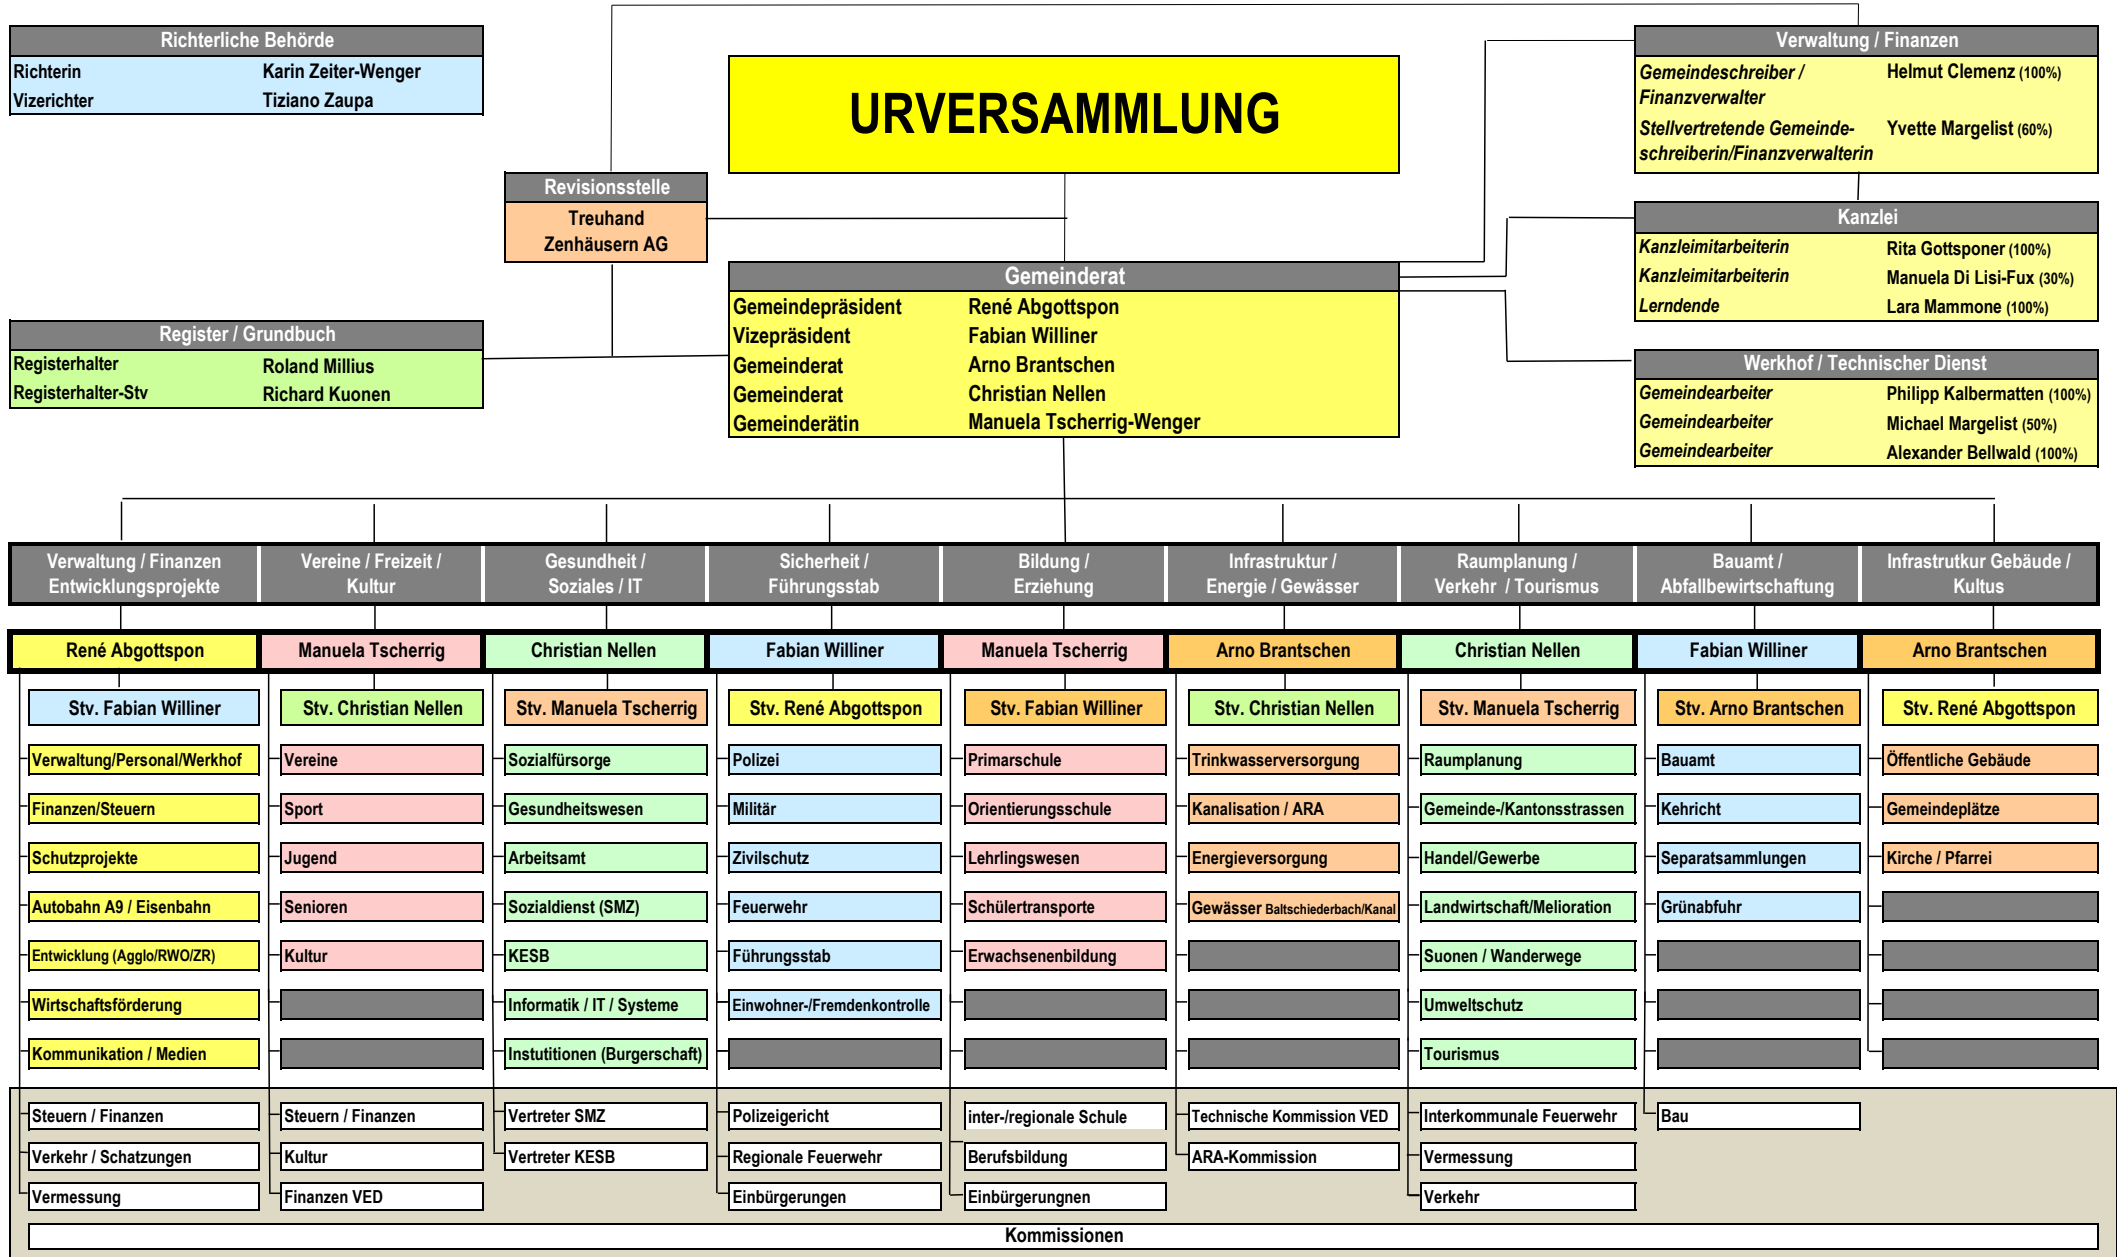 Richterliche Behörde
Richterin Karin Zeiter-Wenger
Vizerichter Tiziano Zaupa
URVERSAMMLUNG
Verwaltung / Finanzen
Gemeindeschreiber / Helmut Clemenz (100%)
Finanzverwalter
Stellvertretende Gemeinde- Yvette Margelist (60%)
schreiberin/Finanzverwalterin
Revisionsstelle
Treuhand
Zenhäusern AG
Kanzlei
Kanzleimitarbeiterin Rita Gottsponer (100%)
Kanzleimitarbeiterin Manuela Di Lisi-Fux (30%)
Lerndende Lara Mammone (100%)
Gemeinderat
Gemeindepräsident René Abgottspon
Vizepräsident Fabian Williner
Gemeinderat Arno Brantschen
Gemeinderat Christian Nellen
Gemeinderätin Manuela Tscherrig-Wenger
Register / Grundbuch
Registerhalter Roland Millius
Registerhalter-Stv Richard Kuonen
Werkhof / Technischer Dienst
Gemeindearbeiter Philipp Kalbermatten (100%)
Gemeindearbeiter Michael Margelist (50%)
Gemeindearbeiter Alexander Bellwald (100%)
Verwaltung / Finanzen
Entwicklungsprojekte
Vereine / Freizeit /
Kultur
Gesundheit /
Soziales / IT
Sicherheit /
Führungsstab
Bildung /
Erziehung
Infrastruktur /
Energie / Gewässer
Raumplanung /
Verkehr / Tourismus
Bauamt /
Abfallbewirtschaftung
Infrastrutkur Gebäude /
Kultus
René Abgottspon
Manuela Tscherrig
Christian Nellen
Fabian Williner
Manuela Tscherrig
Arno Brantschen
Christian Nellen
Fabian Williner
Arno Brantschen
Stv. Fabian Williner
Stv. Christian Nellen
Stv. Manuela Tscherrig
Stv. René Abgottspon
Stv. Fabian Williner
Stv. Christian Nellen
Stv. Manuela Tscherrig
Stv. Arno Brantschen
Stv. René Abgottspon
Verwaltung/Personal/Werkhof
Vereine
Sozialfürsorge
Polizei
Primarschule
Trinkwasserversorgung
Raumplanung
Bauamt
Öffentliche Gebäude
Finanzen/Steuern
Sport
Gesundheitswesen
Militär
Orientierungsschule
Kanalisation / ARA
Gemeinde-/Kantonsstrassen
Kehricht
Gemeindeplätze
Schutzprojekte
Jugend
Arbeitsamt
Zivilschutz
Lehrlingswesen
Energieversorgung
Handel/Gewerbe
Separatsammlungen
Kirche / Pfarrei
Autobahn A9 / Eisenbahn
Senioren
Sozialdienst (SMZ)
Feuerwehr
Schülertransporte
Gewässer Baltschiederbach/Kanal
Landwirtschaft/Melioration
Grünabfuhr
Entwicklung (Agglo/RWO/ZR)
Kultur
KESB
Führungsstab
Erwachsenenbildung
Suonen / Wanderwege
Wirtschaftsförderung
Informatik / IT / Systeme
Einwohner-/Fremdenkontrolle
Umweltschutz
Kommunikation / Medien
Instutitionen (Burgerschaft)
Tourismus
Steuern / Finanzen
Steuern / Finanzen
Vertreter SMZ
Polizeigericht
inter-/regionale Schule
Technische Kommission VED
Interkommunale Feuerwehr
Bau
Verkehr / Schatzungen
Kultur
Vertreter KESB
Regionale Feuerwehr
Berufsbildung
ARA-Kommission
Vermessung
Vermessung
Finanzen VED
Einbürgerungen
Einbürgerungnen
Verkehr
Kommissionen